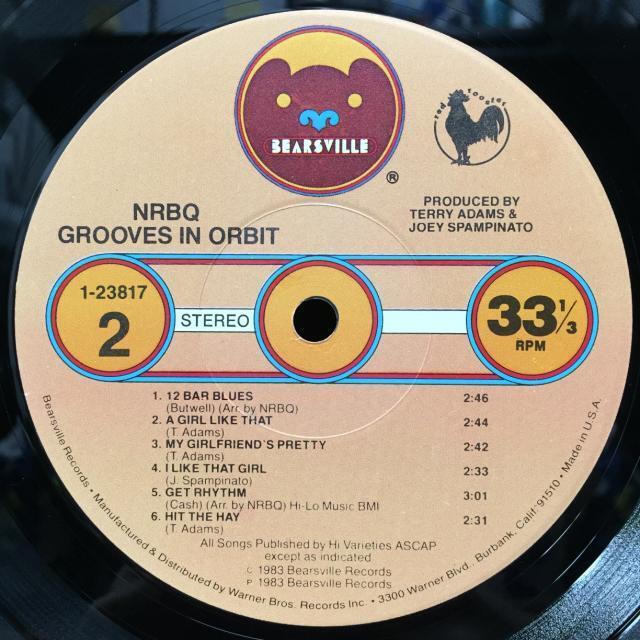 BEARSVILLE
®
red rooster
NRBQ
GROOVES IN ORBIT
PRODUCED BY
TERRY ADAMS &
JOEY SPAMPINATO
1-23817
2
STEREO
33 1/3
RPM
1. 12 BAR BLUES 2:46
(Butwell) (Arr. by NRBQ)
2. A GIRL LIKE THAT 2:44
(T. Adams)
3. MY GIRLFRIEND'S PRETTY 2:42
(T. Adams)
4. I LIKE THAT GIRL 2:33
(J. Spampinato)
5. GET RHYTHM 3:01
(Cash) (Arr. by NRBQ) Hi-Lo Music BMI
6. HIT THE HAY 2:31
(T. Adams)
All Songs Published by Hi Varieties ASCAP
except as indicated
© 1983 Bearsville Records
℗ 1983 Bearsville Records
Bearsville Records • Manufactured & Distributed by Warner Bros. Records Inc. • 3300 Warner Blvd., Burbank, Calif. 91510 • Made in U.S.A.